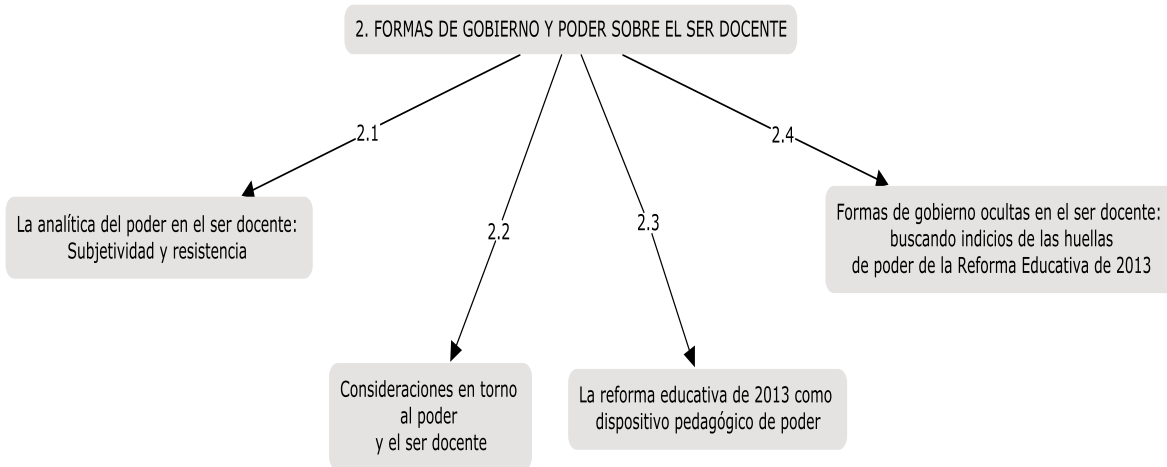 2. FORMAS DE GOBIERNO Y PODER SOBRE EL SER DOCENTE
2.1
La analítica del poder en el ser docente:
Subjetividad y resistencia
2.2
Consideraciones en torno
al poder
y el ser docente
2.3
La reforma educativa de 2013 como
dispositivo pedagógico de poder
2.4
Formas de gobierno ocultas en el ser docente:
buscando indicios de las huellas
de poder de la Reforma Educativa de 2013